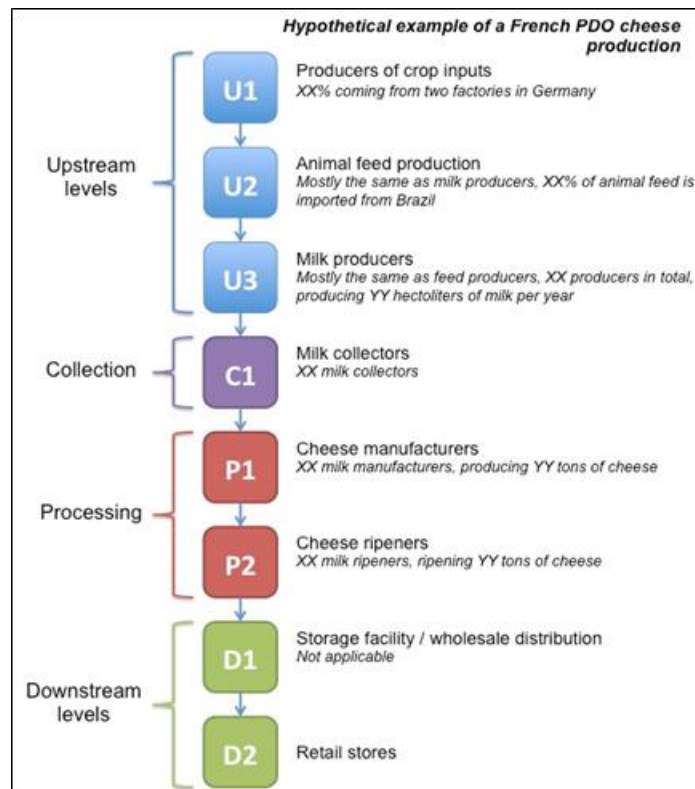 Hypothetical example of a French PDO cheese
production
U1
Producers of crop inputs
XX% coming from two factories in Germany
Upstream
levels
U2
Animal feed production
Mostly the same as milk producers, XX% of animal feed is
imported from Brazil
U3
Milk producers
Mostly the same as feed producers, XX producers in total,
producing YY hectoliters of milk per year
Collection
C1
Milk collectors
XX milk collectors
Processing
P1
Cheese manufacturers
XX milk manufacturers, producing YY tons of cheese
P2
Cheese ripeners
XX milk ripeners, ripening YY tons of cheese
Downstream
levels
D1
Storage facility / wholesale distribution
Not applicable
D2
Retail stores